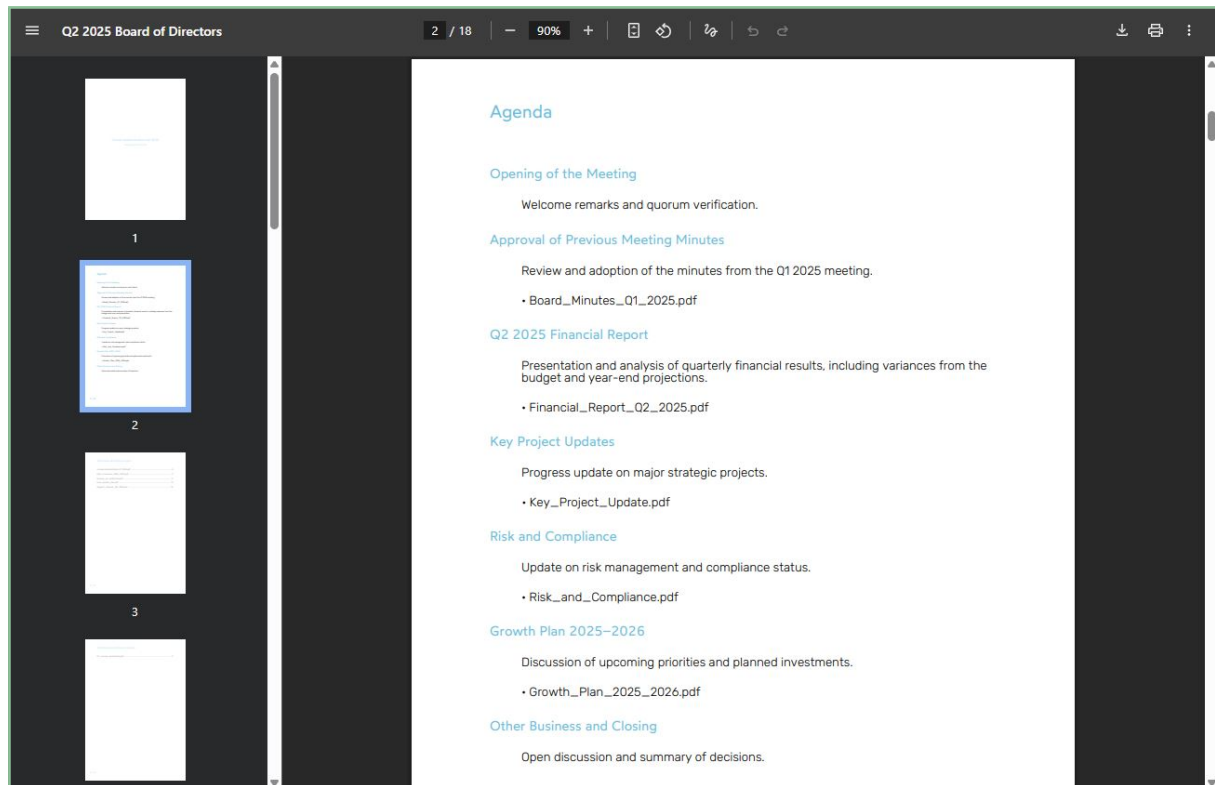 Q2 2025 Board of Directors
2 / 18
90%
1
2
3
Agenda
Opening of the Meeting
Welcome remarks and quorum verification.
Approval of Previous Meeting Minutes
Review and adoption of the minutes from the Q1 2025 meeting.
• Board_Minutes_Q1_2025.pdf
Q2 2025 Financial Report
Presentation and analysis of quarterly financial results, including variances from the
budget and year-end projections.
• Financial_Report_Q2_2025.pdf
Key Project Updates
Progress update on major strategic projects.
• Key_Project_Update.pdf
Risk and Compliance
Update on risk management and compliance status.
• Risk_and_Compliance.pdf
Growth Plan 2025–2026
Discussion of upcoming priorities and planned investments.
• Growth_Plan_2025_2026.pdf
Other Business and Closing
Open discussion and summary of decisions.